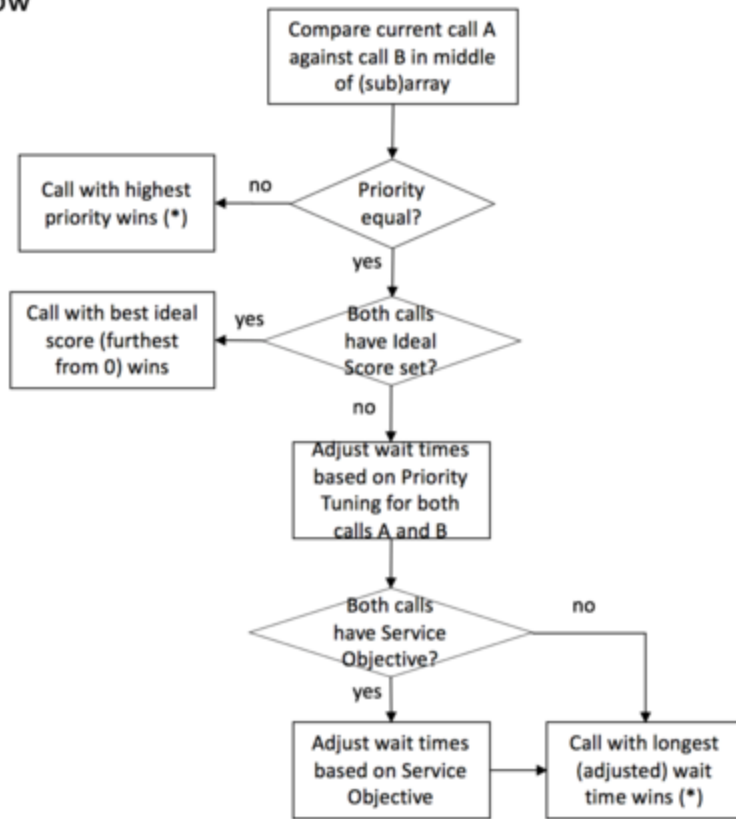 Compare current call A
against call B in middle
of (sub)array
Priority
equal?
no
Call with highest
priority wins (*)
yes
Both calls
have Ideal
Score set?
yes
Call with best ideal
score (furthest
from 0) wins
no
Adjust wait times
based on Priority
Tuning for both
calls A and B
Both calls
have Service
Objective?
no
yes
Adjust wait times
based on Service
Objective
Call with longest
(adjusted) wait
time wins (*)